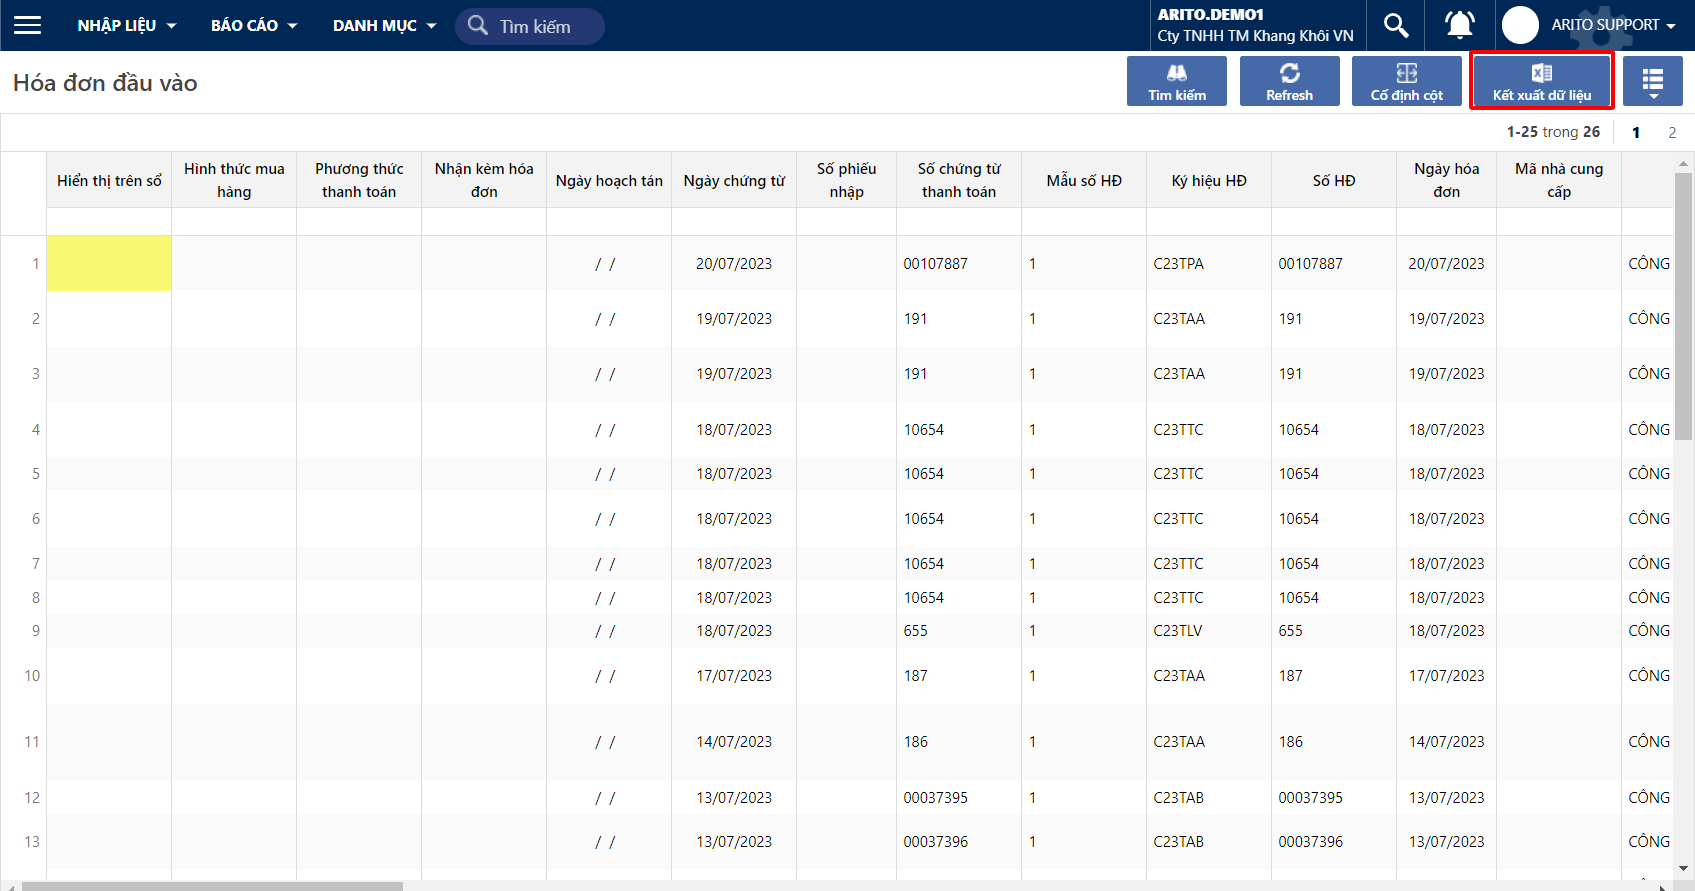 NHẬP LIỆU BÁO CÁO DANH MỤC Tìm kiếm ARITO.DEMO1 ARITO SUPPORT
Cty TNHH TM Khang Khôi VN
Hóa đơn đầu vào Tìm kiếm Refresh Cố định cột Kết xuất dữ liệu
1-25 trong 26 1 2
Hiển thị trên sổ Hình thức mua hàng Phương thức thanh toán Nhận kèm hóa đơn Ngày hoạch tán Ngày chứng từ Số phiếu nhập Số chứng từ thanh toán Mẫu số HĐ Ký hiệu HĐ Số HĐ Ngày hóa đơn Mã nhà cung cấp
1 / / 20/07/2023 00107887 1 C23TPA 00107887 20/07/2023 CÔNG
2 / / 19/07/2023 191 1 C23TAA 191 19/07/2023 CÔNG
3 / / 19/07/2023 191 1 C23TAA 191 19/07/2023 CÔNG
4 / / 18/07/2023 10654 1 C23TTC 10654 18/07/2023 CÔNG
5 / / 18/07/2023 10654 1 C23TTC 10654 18/07/2023 CÔNG
6 / / 18/07/2023 10654 1 C23TTC 10654 18/07/2023 CÔNG
7 / / 18/07/2023 10654 1 C23TTC 10654 18/07/2023 CÔNG
8 / / 18/07/2023 10654 1 C23TTC 10654 18/07/2023 CÔNG
9 / / 18/07/2023 655 1 C23TLV 655 18/07/2023 CÔNG
10 / / 17/07/2023 187 1 C23TAA 187 17/07/2023 CÔNG
11 / / 14/07/2023 186 1 C23TAA 186 14/07/2023 CÔNG
12 / / 13/07/2023 00037395 1 C23TAB 00037395 13/07/2023 CÔNG
13 / / 13/07/2023 00037396 1 C23TAB 00037396 13/07/2023 CÔNG